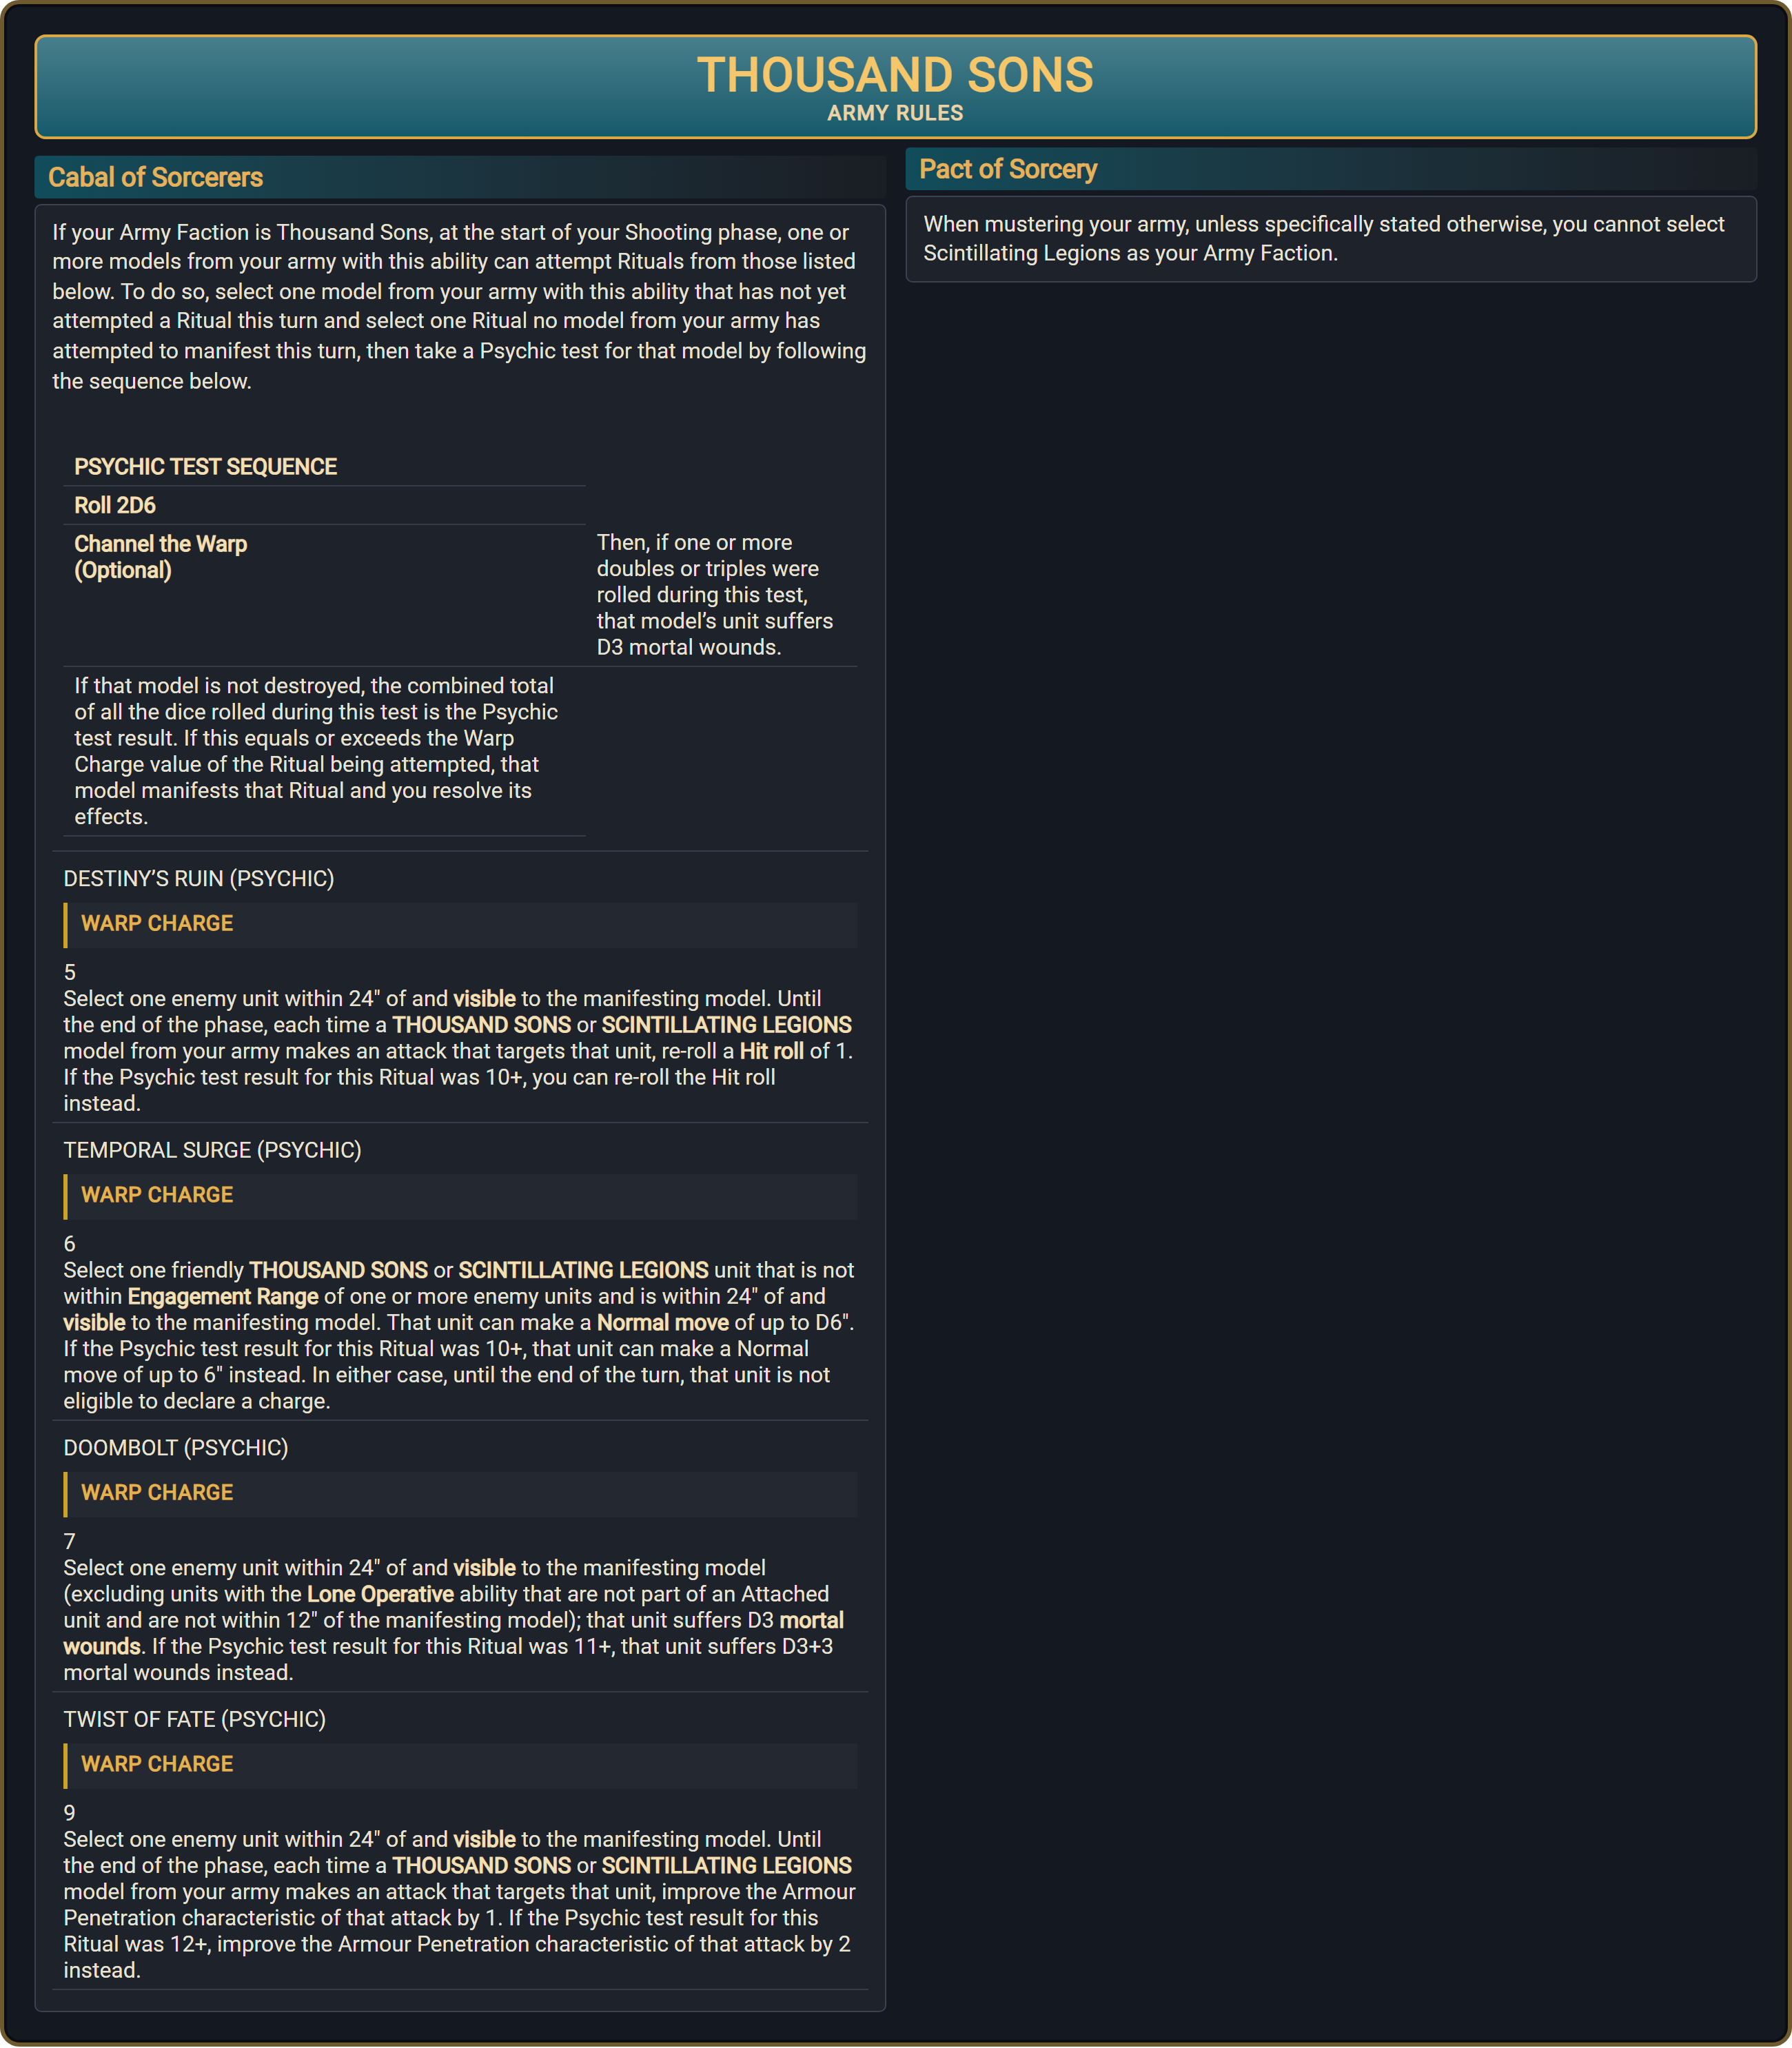 THOUSAND SONS
ARMY RULES
Cabal of Sorcerers
If your Army Faction is Thousand Sons, at the start of your Shooting phase, one or
more models from your army with this ability can attempt Rituals from those listed
below. To do so, select one model from your army with this ability that has not yet
attempted a Ritual this turn and select one Ritual no model from your army has
attempted to manifest this turn, then take a Psychic test for that model by following
the sequence below.
PSYCHIC TEST SEQUENCE
Roll 2D6
Channel the Warp
(Optional)
Then, if one or more
doubles or triples were
rolled during this test,
that model’s unit suffers
D3 mortal wounds.
If that model is not destroyed, the combined total
of all the dice rolled during this test is the Psychic
test result. If this equals or exceeds the Warp
Charge value of the Ritual being attempted, that
model manifests that Ritual and you resolve its
effects.
DESTINY’S RUIN (PSYCHIC)
WARP CHARGE
5
Select one enemy unit within 24" of and visible to the manifesting model. Until
the end of the phase, each time a THOUSAND SONS or SCINTILLATING LEGIONS
model from your army makes an attack that targets that unit, re-roll a Hit roll of 1.
If the Psychic test result for this Ritual was 10+, you can re-roll the Hit roll
instead.
TEMPORAL SURGE (PSYCHIC)
WARP CHARGE
6
Select one friendly THOUSAND SONS or SCINTILLATING LEGIONS unit that is not
within Engagement Range of one or more enemy units and is within 24" of and
visible to the manifesting model. That unit can make a Normal move of up to D6".
If the Psychic test result for this Ritual was 10+, that unit can make a Normal
move of up to 6" instead. In either case, until the end of the turn, that unit is not
eligible to declare a charge.
DOOMBOLT (PSYCHIC)
WARP CHARGE
7
Select one enemy unit within 24" of and visible to the manifesting model
(excluding units with the Lone Operative ability that are not part of an Attached
unit and are not within 12" of the manifesting model); that unit suffers D3 mortal
wounds. If the Psychic test result for this Ritual was 11+, that unit suffers D3+3
mortal wounds instead.
TWIST OF FATE (PSYCHIC)
WARP CHARGE
9
Select one enemy unit within 24" of and visible to the manifesting model. Until
the end of the phase, each time a THOUSAND SONS or SCINTILLATING LEGIONS
model from your army makes an attack that targets that unit, improve the Armour
Penetration characteristic of that attack by 1. If the Psychic test result for this
Ritual was 12+, improve the Armour Penetration characteristic of that attack by 2
instead.
Pact of Sorcery
When mustering your army, unless specifically stated otherwise, you cannot select
Scintillating Legions as your Army Faction.